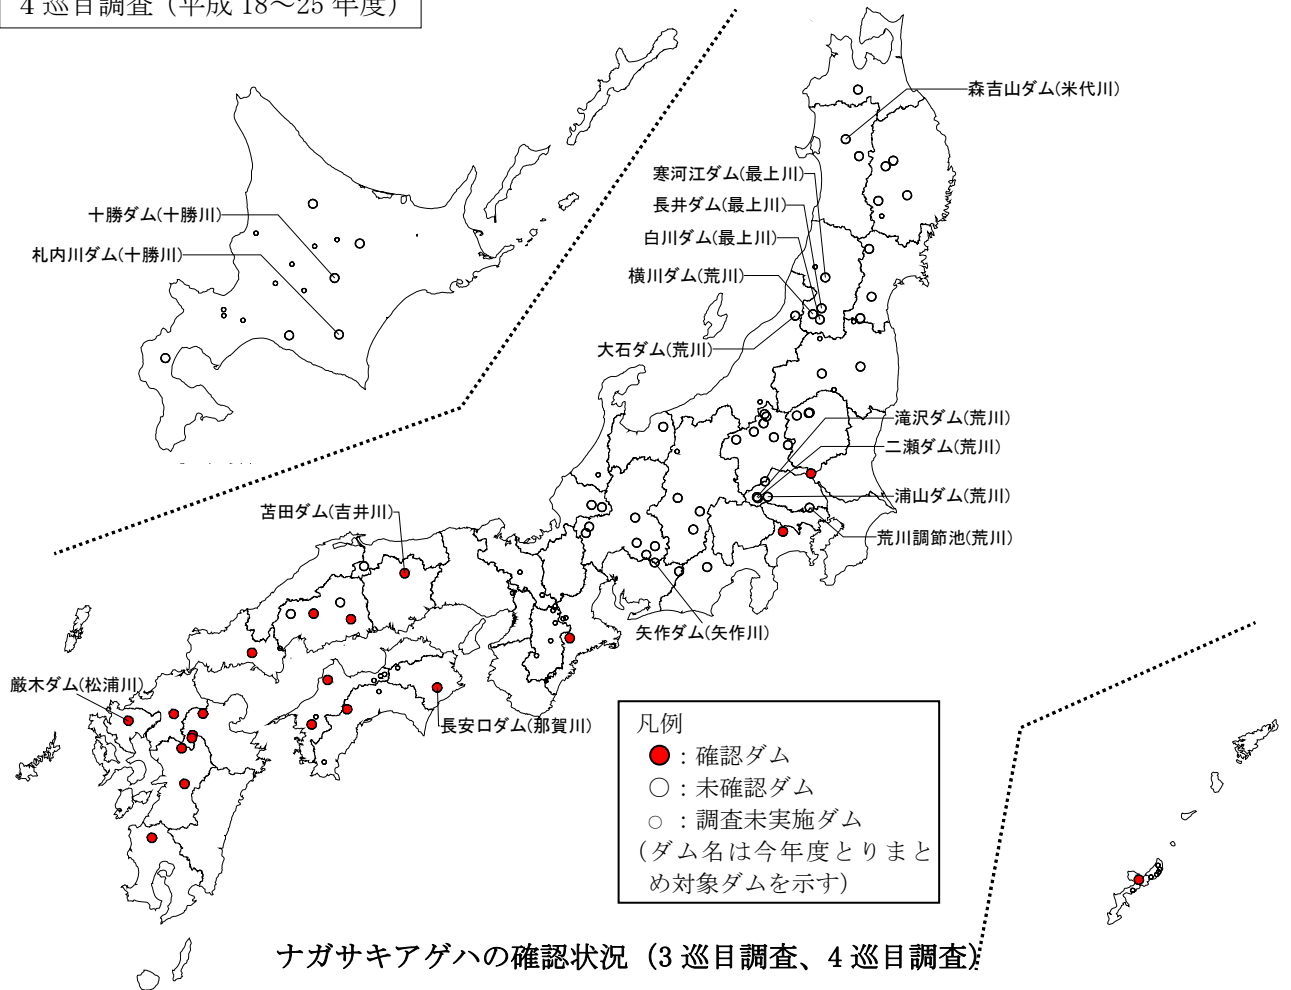 4 巡目調査（平成 18～25 年度）
森吉山ダム(米代川)
寒河江ダム(最上川)
長井ダム(最上川)
白川ダム(最上川)
横川ダム(荒川)
大石ダム(荒川)
十勝ダム(十勝川)
札内川ダム(十勝川)
滝沢ダム(荒川)
二瀬ダム(荒川)
浦山ダム(荒川)
荒川調節池(荒川)
苫田ダム(吉井川)
矢作ダム(矢作川)
厳木ダム(松浦川)
長安口ダム(那賀川)
凡例
：確認ダム
：未確認ダム
：調査未実施ダム
（ダム名は今年度とりまと
め対象ダムを示す）
ナガサキアゲハの確認状況（3 巡目調査、4 巡目調査）